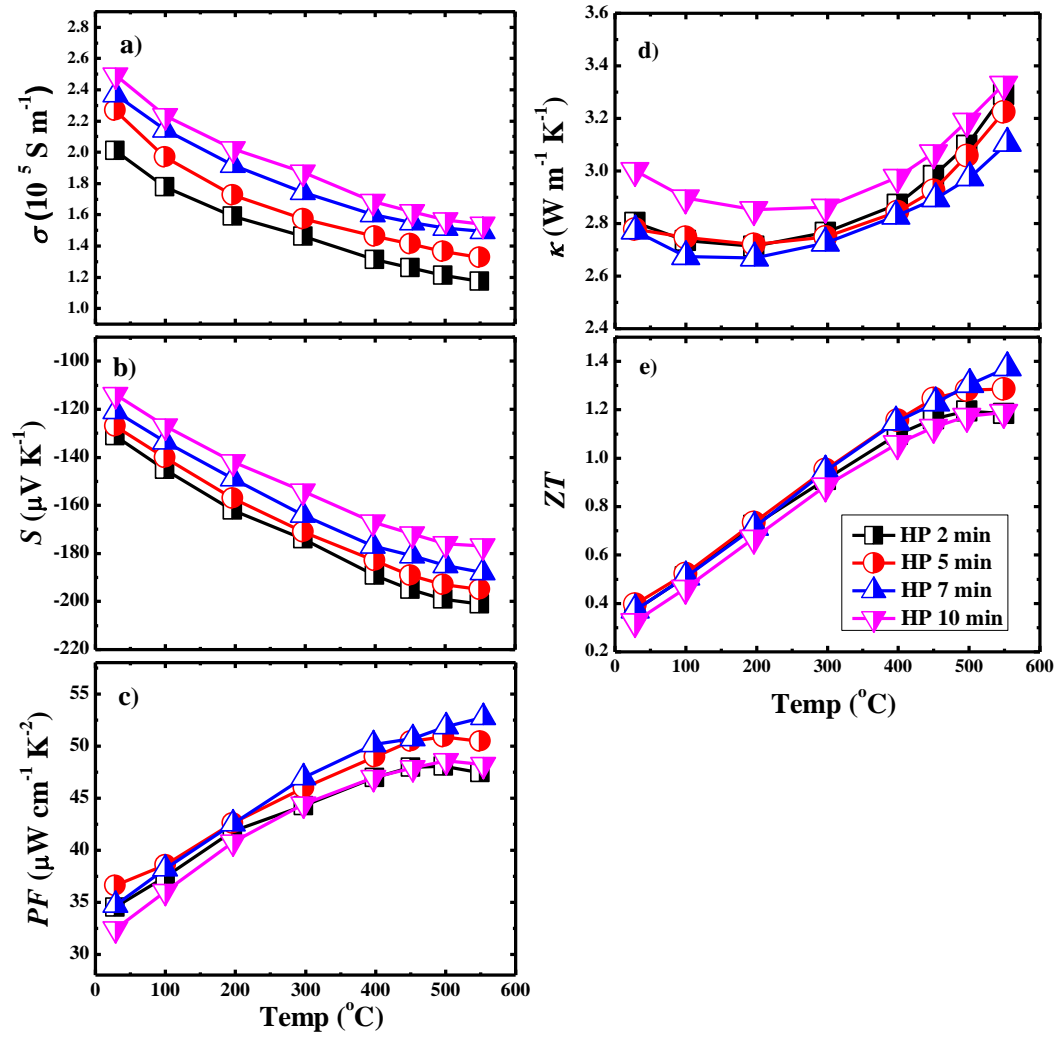 a)
2.8
2.6
2.4
2.2
2.0
1.8
1.6
1.4
1.2
1.0
σ (10 ⁵ S m⁻¹)
b)
-100
-120
-140
-160
-180
-200
-220
S (μV K⁻¹)
c)
55
50
45
40
35
30
PF (μW cm⁻¹ K⁻²)
0 100 200 300 400 500 600
Temp (°C)
d)
3.6
3.4
3.2
3.0
2.8
2.6
2.4
κ (W m⁻¹ K⁻¹)
e)
1.4
1.2
1.0
0.8
0.6
0.4
0.2
ZT
HP 2 min
HP 5 min
HP 7 min
HP 10 min
0 100 200 300 400 500 600
Temp (°C)